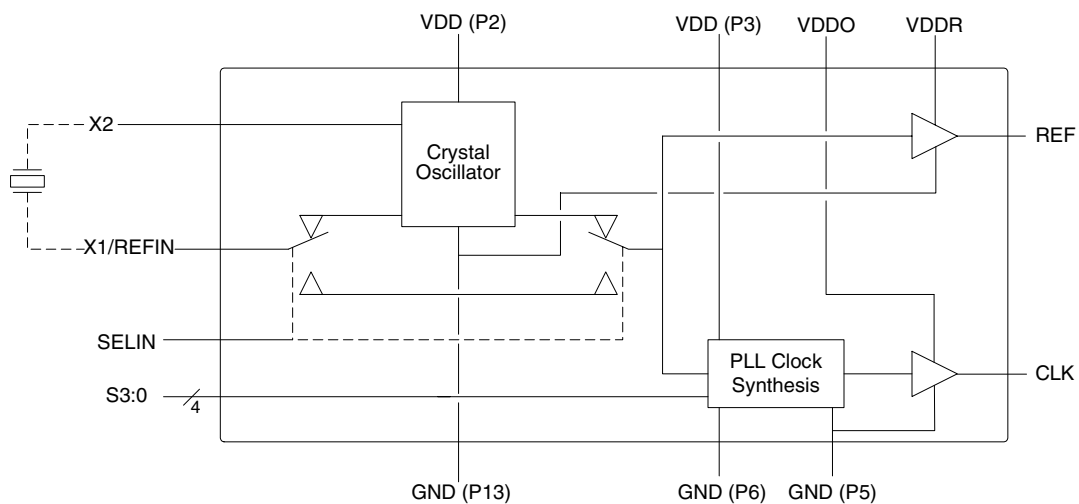 VDD (P2)
VDD (P3)
VDDO
VDDR
X2
Crystal
Oscillator
REF
X1/REFIN
SELIN
PLL Clock
Synthesis
CLK
S3:0
4
GND (P13)
GND (P6)
GND (P5)